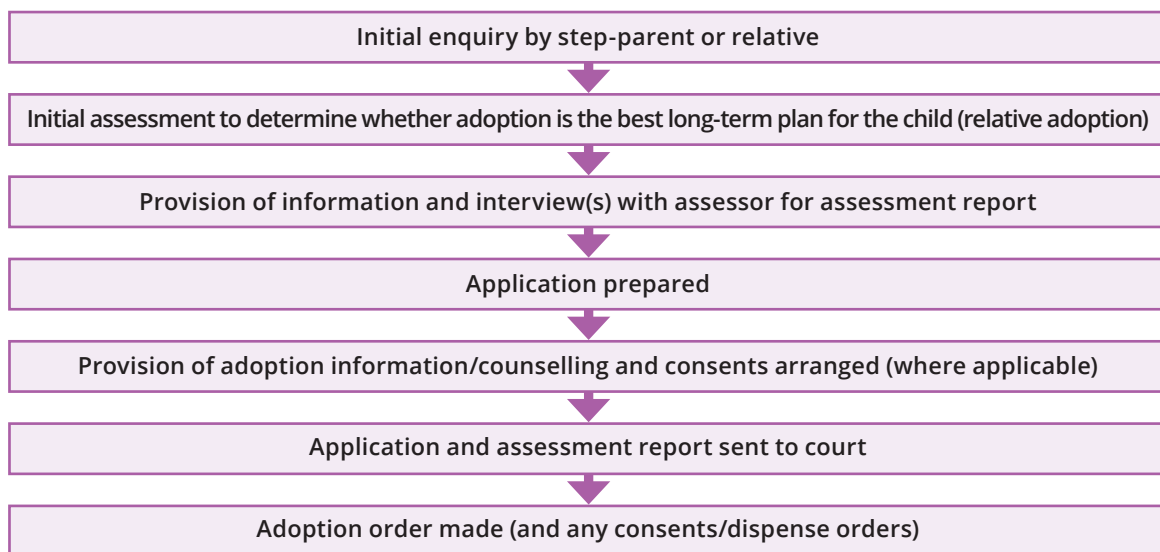 Initial enquiry by step-parent or relative
Initial assessment to determine whether adoption is the best long-term plan for the child (relative adoption)
Provision of information and interview(s) with assessor for assessment report
Application prepared
Provision of adoption information/counselling and consents arranged (where applicable)
Application and assessment report sent to court
Adoption order made (and any consents/dispense orders)